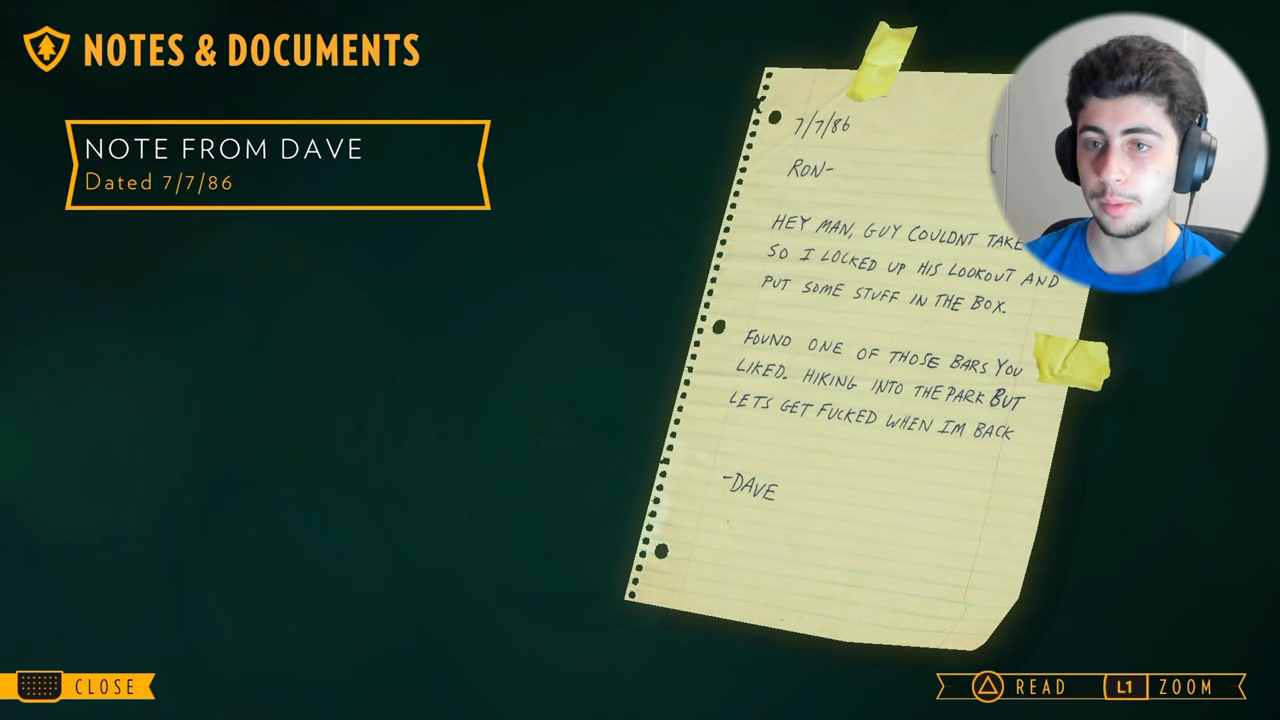 NOTES & DOCUMENTS
NOTE FROM DAVE
Dated 7/7/86
7/7/86
RON-
HEY MAN, GUY COULDNT TAKE
SO I LOCKED UP HIS LOOKOUT AND
PUT SOME STUFF IN THE BOX.
FOUND ONE OF THOSE BARS YOU
LIKED. HIKING INTO THE PARK BUT
LETS GET FUCKED WHEN IM BACK
-DAVE
CLOSE
READ
L1 ZOOM